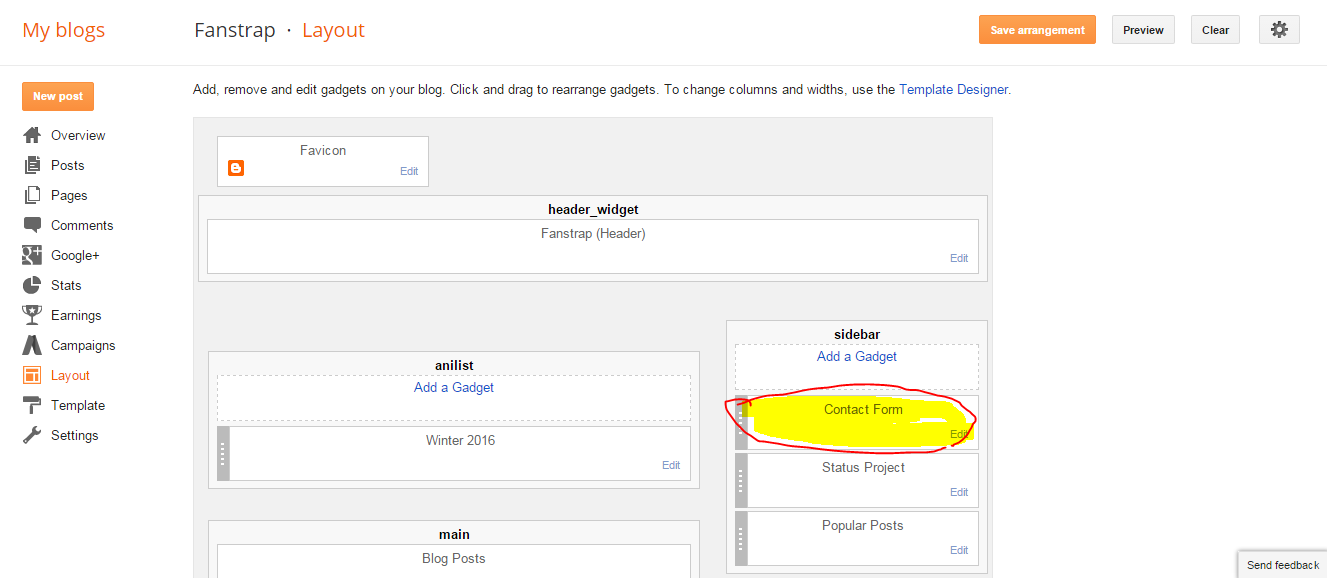 My blogs
Fanstrap · Layout
Save arrangement
Preview
Clear
New post
Overview
Posts
Pages
Comments
Google+
Stats
Earnings
Campaigns
Layout
Template
Settings
Add, remove and edit gadgets on your blog. Click and drag to rearrange gadgets. To change columns and widths, use the Template Designer.
Favicon
Edit
header_widget
Fanstrap (Header)
Edit
anilist
Add a Gadget
Winter 2016
Edit
main
Blog Posts
sidebar
Add a Gadget
Contact Form
Edit
Status Project
Edit
Popular Posts
Edit
Send feedback